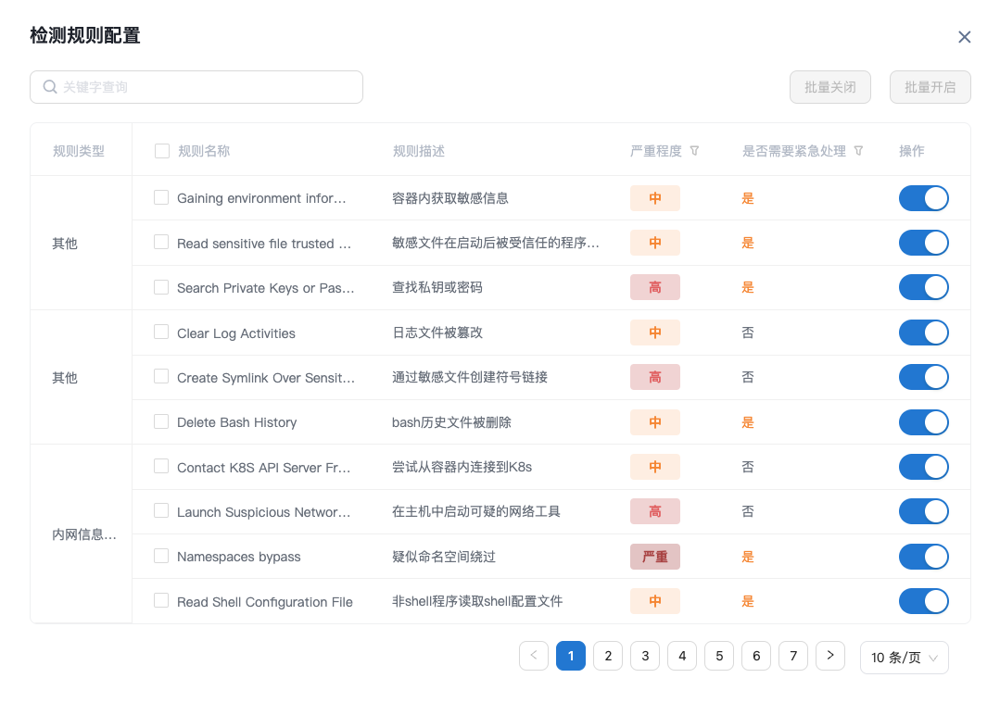 检测规则配置
关键字查询
批量关闭 批量开启
规则类型 规则名称 规则描述 严重程度 是否需要紧急处理 操作
Gaining environment infor... 容器内获取敏感信息 中 是
其他 Read sensitive file trusted ... 敏感文件在启动后被受信任的程序... 中 是
Search Private Keys or Pas... 查找私钥或密码 高 是
Clear Log Activities 日志文件被篡改 中 否
其他 Create Symlink Over Sensit... 通过敏感文件创建符号链接 高 否
Delete Bash History bash历史文件被删除 中 是
Contact K8S API Server Fr... 尝试从容器内连接到K8s 中 否
Launch Suspicious Networ... 在主机中启动可疑的网络工具 高 否
内网信息...
Namespaces bypass 疑似命名空间绕过 严重 是
Read Shell Configuration File 非shell程序读取shell配置文件 中 是
< 1 2 3 4 5 6 7 > 10 条/页